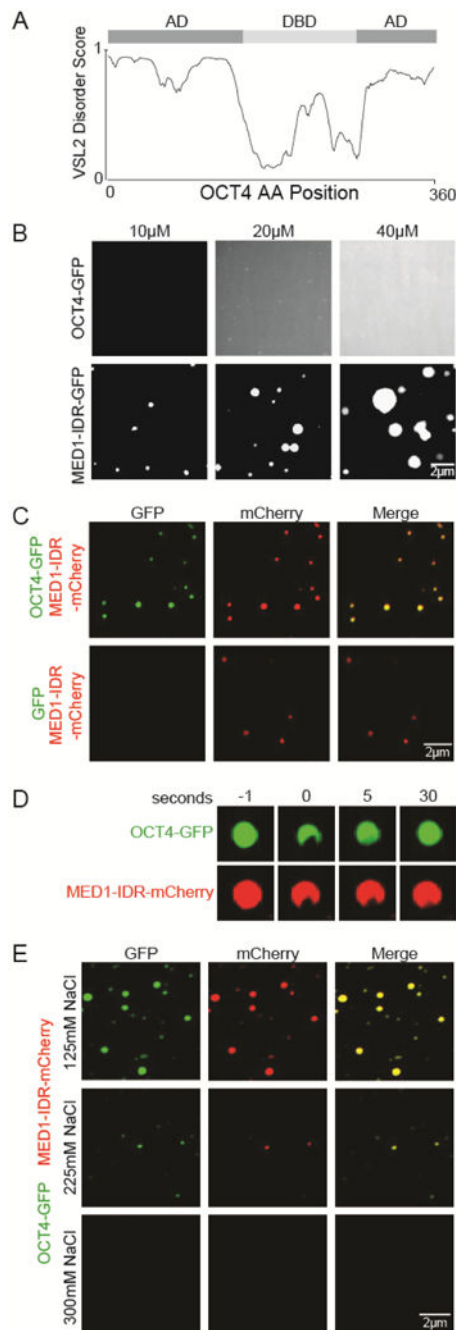 A
AD DBD AD
1
VSL2 Disorder Score
0
0 OCT4 AA Position 360
B
10µM 20µM 40µM
OCT4-GFP
MED1-IDR-GFP
2µm
C
GFP mCherry Merge
OCT4-GFP
MED1-IDR
-mCherry
GFP
MED1-IDR
-mCherry
2µm
D
seconds -1 0 5 30
OCT4-GFP
MED1-IDR-mCherry
E
GFP mCherry Merge
OCT4-GFP MED1-IDR-mCherry
125mM NaCl
225mM NaCl
300mM NaCl
2µm